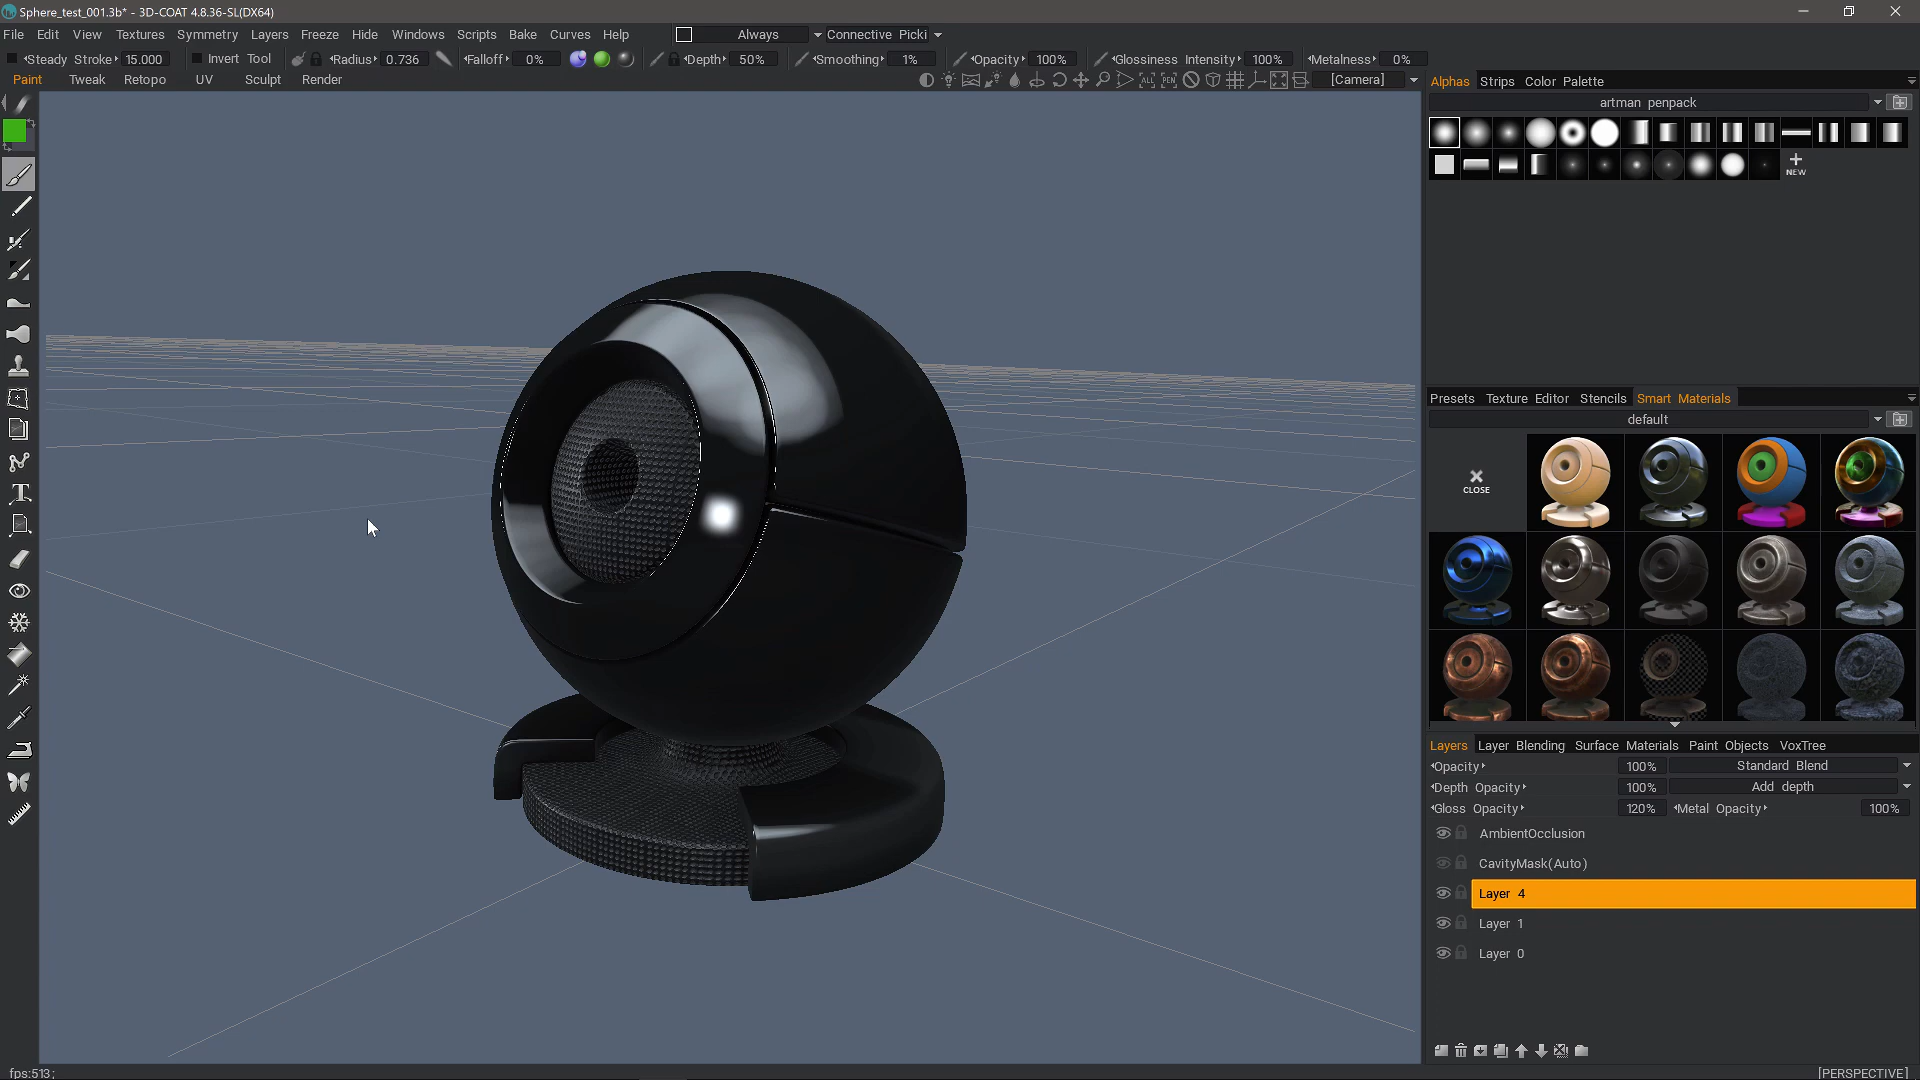 Sphere_test_001.3b* - 3D-COAT 4.8.36-SL(DX64)
File Edit View Textures Symmetry Layers Freeze Hide Windows Scripts Bake Curves Help Always Connective Picki
Steady Stroke 15.000 Invert Tool Radius 0.736 Falloff 0% Depth 50% Smoothing 1% Opacity 100% Glossiness Intensity 100% Metalness 0%
Paint Tweak Retopo UV Sculpt Render ALL PEN [Camera]
Alphas Strips Color Palette
artman penpack
NEW
Presets Texture Editor Stencils Smart Materials
default
CLOSE
Layers Layer Blending Surface Materials Paint Objects VoxTree
Opacity 100% Standard Blend
Depth Opacity 100% Add depth
Gloss Opacity 120% Metal Opacity 100%
AmbientOcclusion
CavityMask(Auto)
Layer 4
Layer 1
Layer 0
fps:513; [PERSPECTIVE]